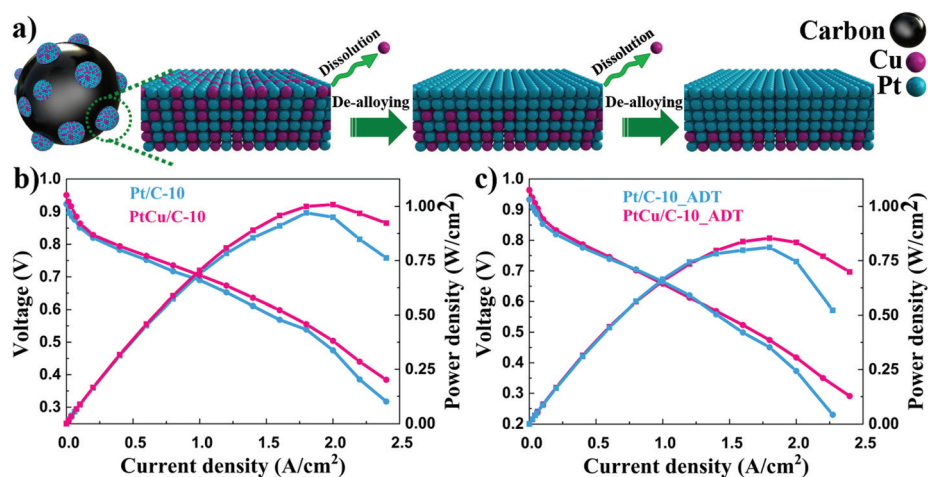 a)
Dissolution
De-alloying
Dissolution
De-alloying
Carbon
Cu
Pt
b)
Pt/C-10
PtCu/C-10
Voltage (V)
1.0
0.9
0.8
0.7
0.6
0.5
0.4
0.3
Power density (W/cm²)
1.00
0.75
0.50
0.25
0.00
0.0 0.5 1.0 1.5 2.0 2.5
Current density (A/cm²)
c)
Pt/C-10_ADT
PtCu/C-10_ADT
Voltage (V)
1.0
0.9
0.8
0.7
0.6
0.5
0.4
0.3
0.2
Power density (W/cm²)
1.00
0.75
0.50
0.25
0.00
0.0 0.5 1.0 1.5 2.0 2.5
Current density (A/cm²)